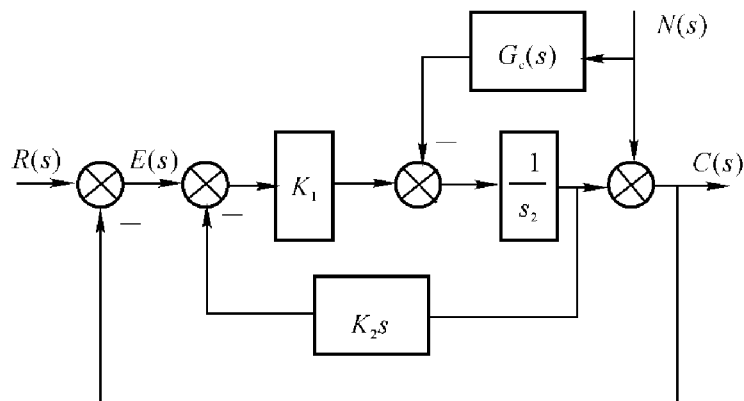 N(s)
G_c(s)
—
R(s)
E(s)
K_1
1
s_2
C(s)
—
—
K_2s